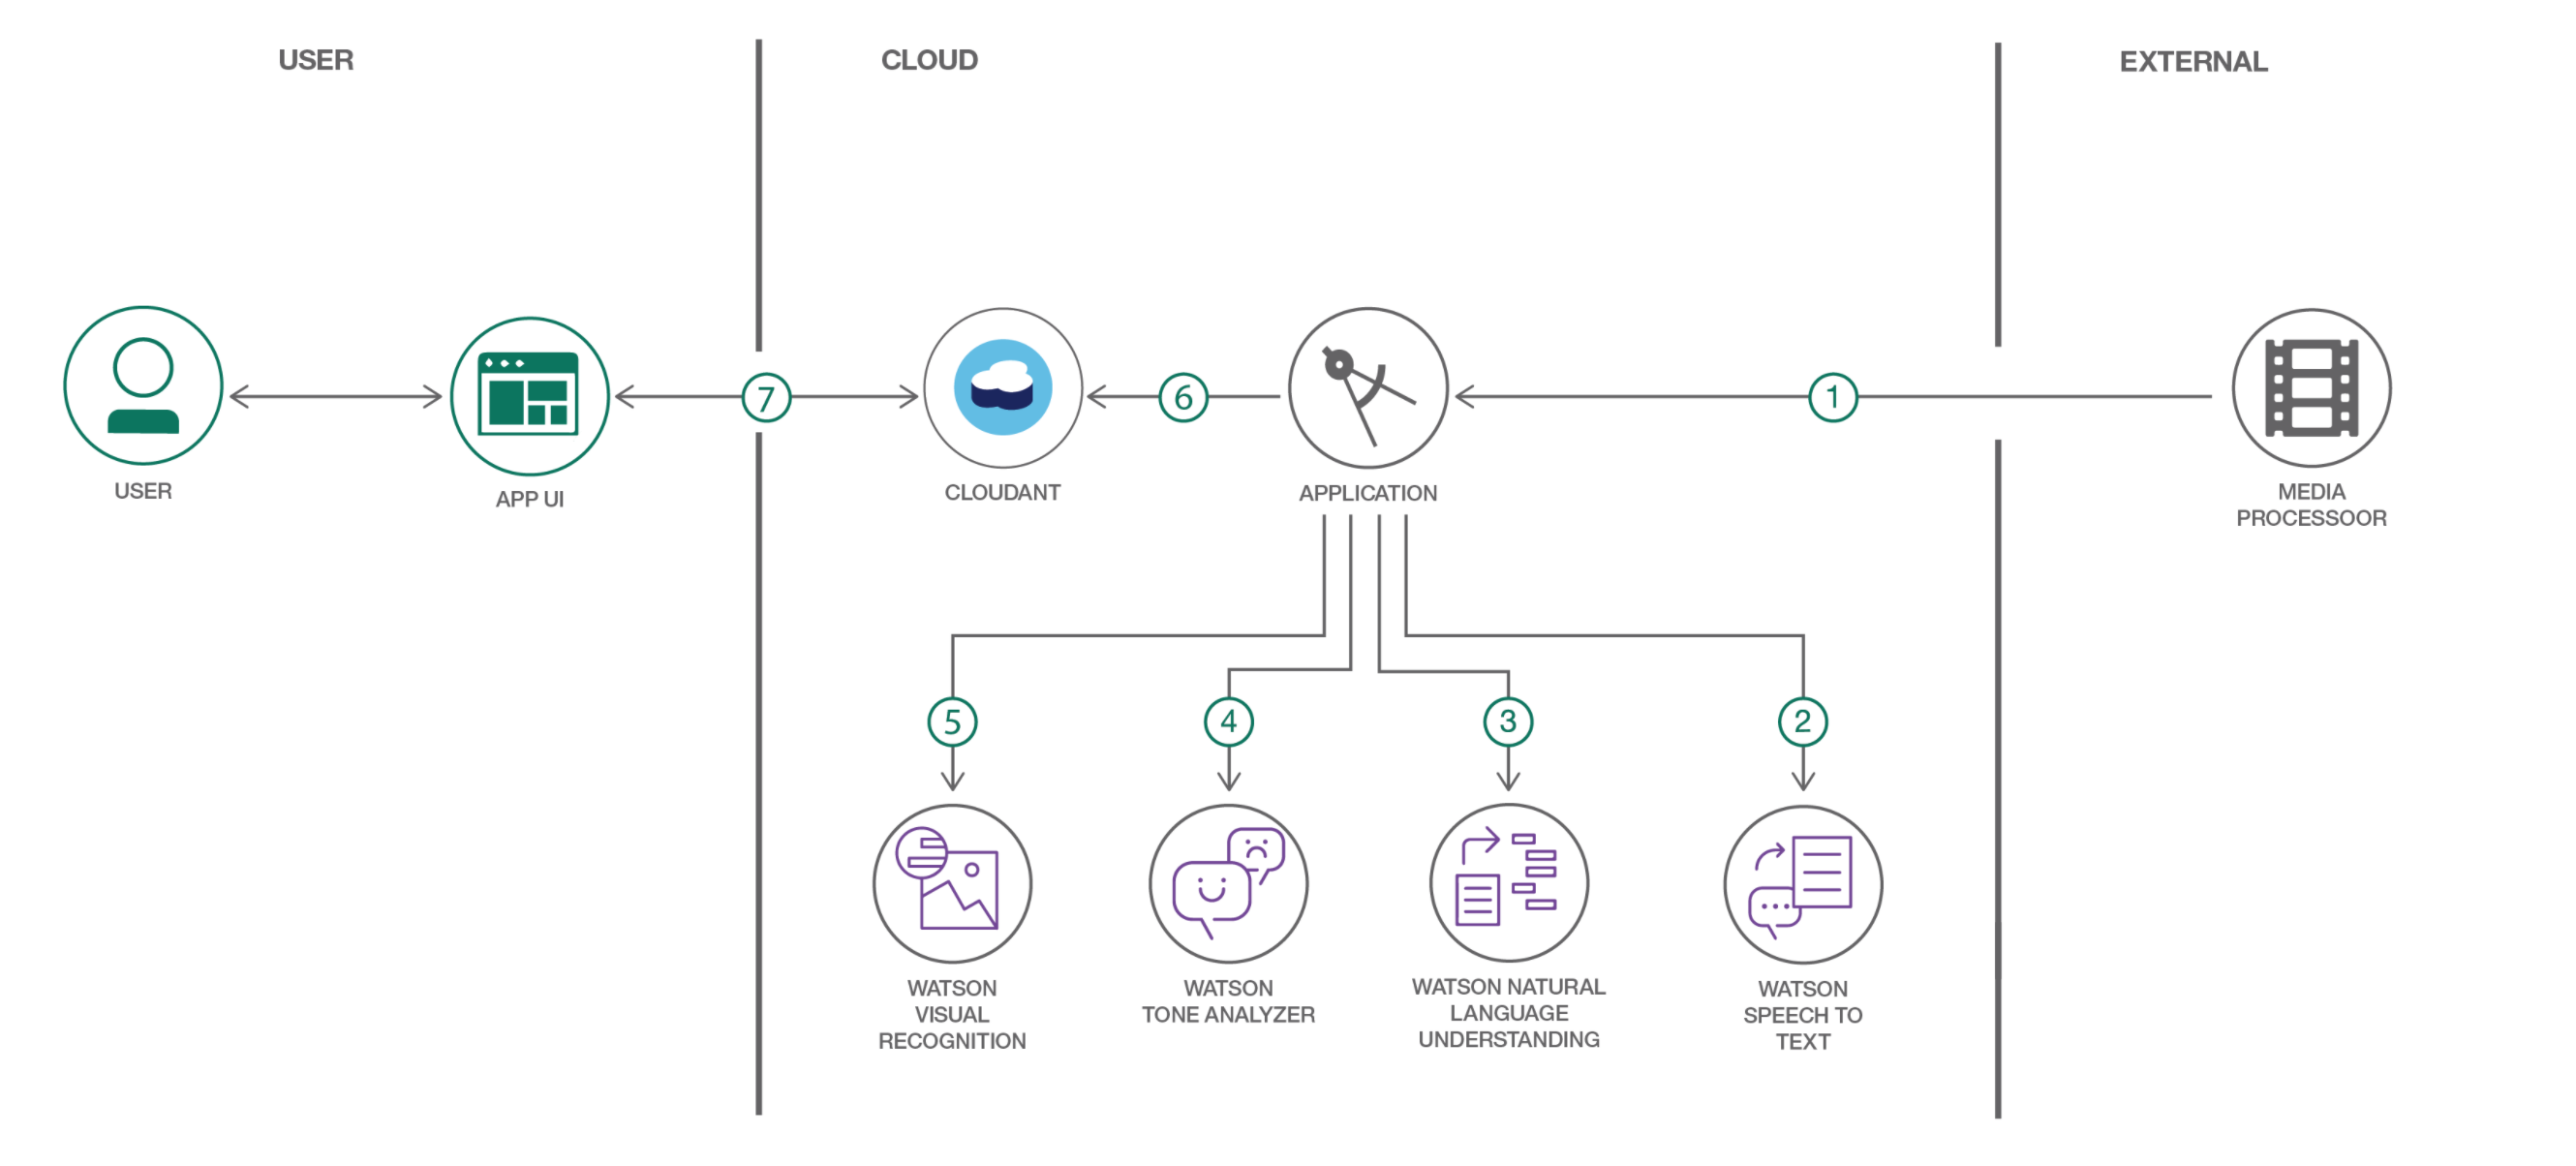 USER
CLOUD
EXTERNAL
7
6
1
USER
APP UI
CLOUDANT
APPLICATION
MEDIA
PROCESSOOR
5
4
3
2
WATSON
VISUAL
RECOGNITION
WATSON
TONE ANALYZER
WATSON NATURAL
LANGUAGE
UNDERSTANDING
WATSON
SPEECH TO
TEXT